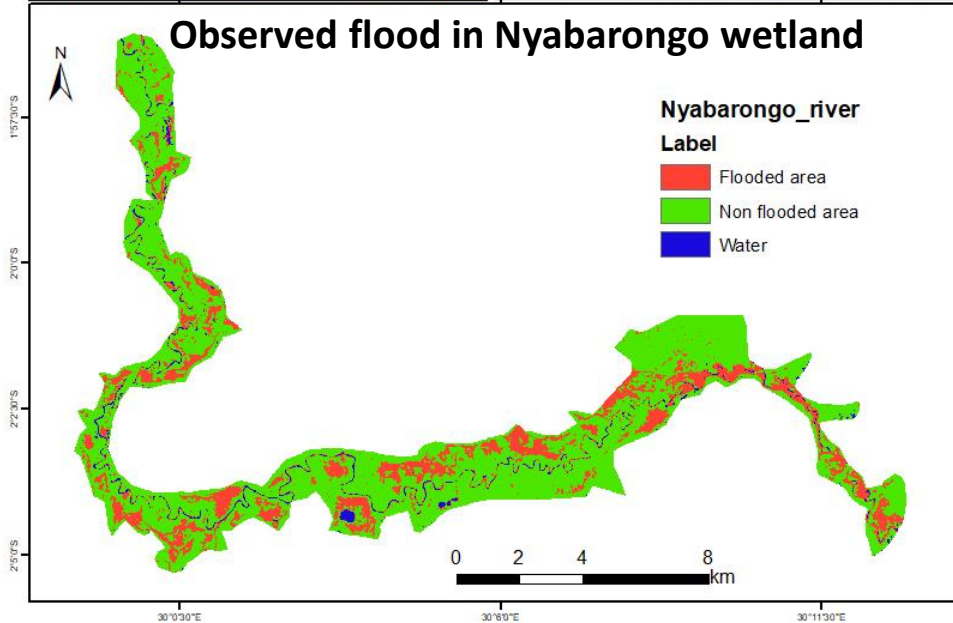 Observed flood in Nyabarongo wetland
N
Nyabarongo_river
Label
Flooded area
Non flooded area
Water
1°57'30"S
2°0'0"S
2°2'30"S
2°5'0"S
0 2 4 8
km
30°0'30"E 30°6'0"E 30°11'30"E